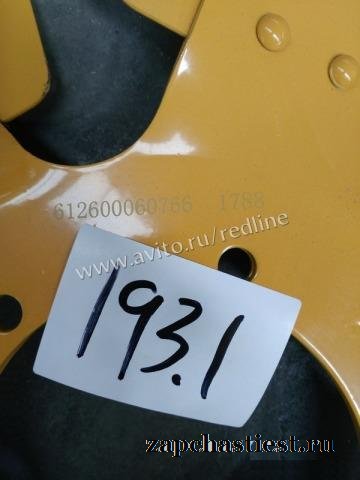 612600060766 1788
www.avito.ru/redline
193.1
zapchastiest.ru